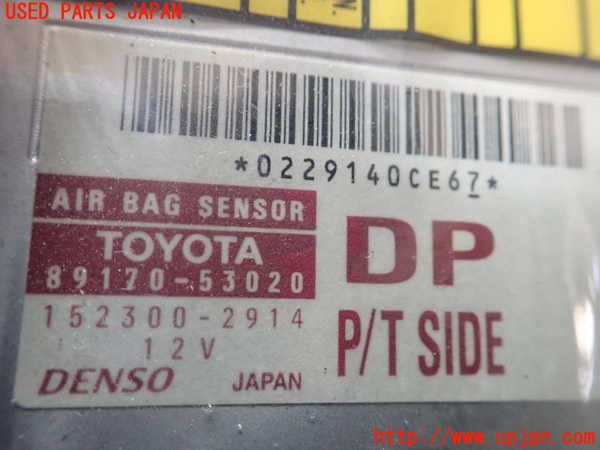 USED PARTS JAPAN
*0229140CE67*
AIR BAG SENSOR
TOYOTA
89170-53020
152300-2914
12V
DENSO JAPAN
DP
P/T SIDE
http://www.upjpn.com